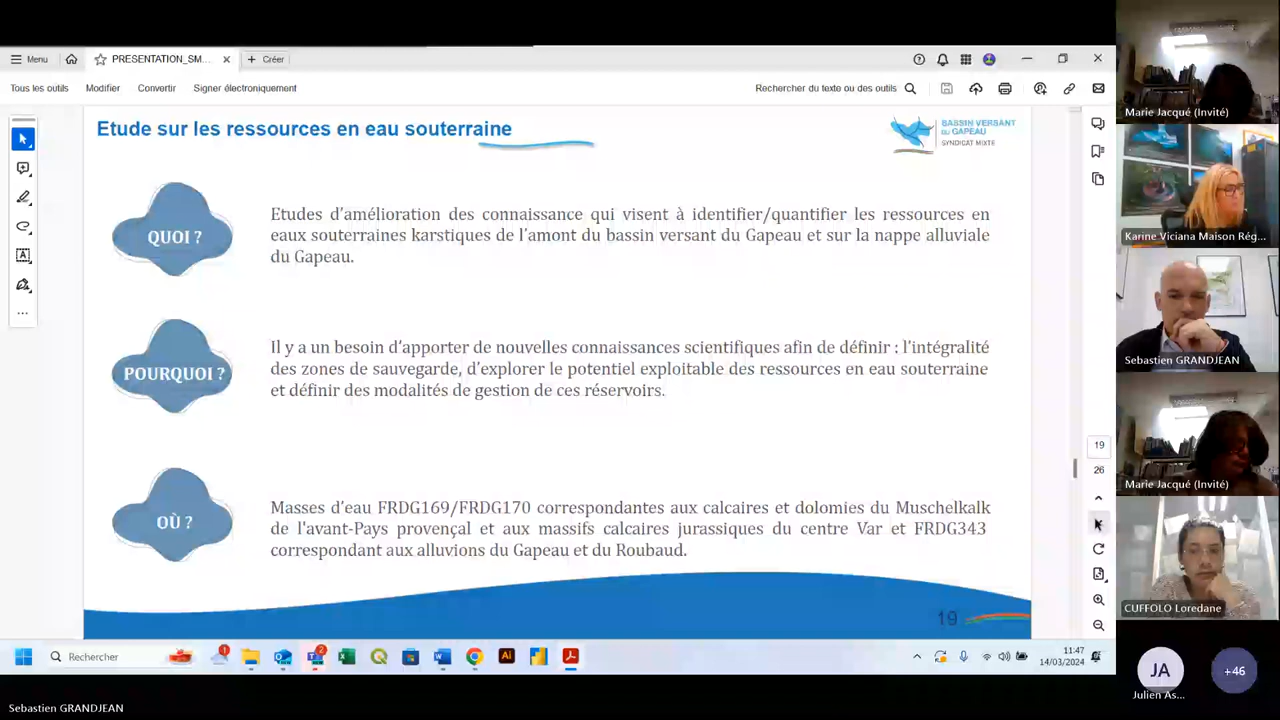 Menu
PRESENTATION_SM...
Créer
Tous les outils
Modifier
Convertir
Signer électroniquement
Rechercher du texte ou des outils
Etude sur les ressources en eau souterraine
BASSIN VERSANT
DU GAPEAU
SYNDICAT MIXTE
QUOI ?
Etudes d'amélioration des connaissance qui visent à identifier/quantifier les ressources en
eaux souterraines karstiques de l'amont du bassin versant du Gapeau et sur la nappe alluviale
du Gapeau.
POURQUOI ?
Il y a un besoin d'apporter de nouvelles connaissances scientifiques afin de définir : l'intégralité
des zones de sauvegarde, d'explorer le potentiel exploitable des ressources en eau souterraine
et définir des modalités de gestion de ces réservoirs.
OÙ ?
Masses d'eau FRDG169/FRDG170 correspondantes aux calcaires et dolomies du Muschelkalk
de l'avant-Pays provençal et aux massifs calcaires jurassiques du centre Var et FRDG343
correspondant aux alluvions du Gapeau et du Roubaud.
19
19
26
Rechercher
1
2
11:47
14/03/2024
Marie Jacqué (Invité)
Karine Viciana Maison Rég...
Sebastien GRANDJEAN
Marie Jacqué (Invité)
CUFFOLO Loredane
JA
Julien As...
+46
Sebastien GRANDJEAN